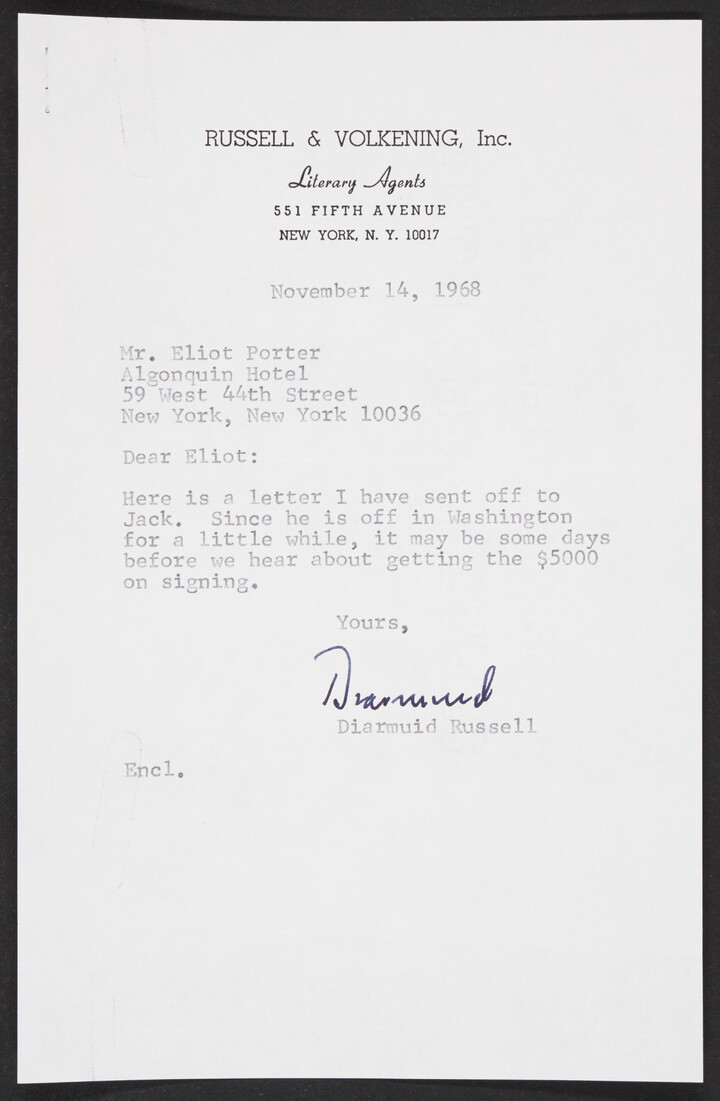 RUSSELL & VOLKENING, Inc.
Literary Agents
551 FIFTH AVENUE
NEW YORK, N. Y. 10017
November 14, 1968
Mr. Eliot Porter
Algonquin Hotel
59 West 44th Street
New York, New York 10036
Dear Eliot:
Here is a letter I have sent off to
Jack. Since he is off in Washington
for a little while, it may be some days
before we hear about getting the $5000
on signing.
Yours,
Diarmuid
Diarmuid Russell
Encl.